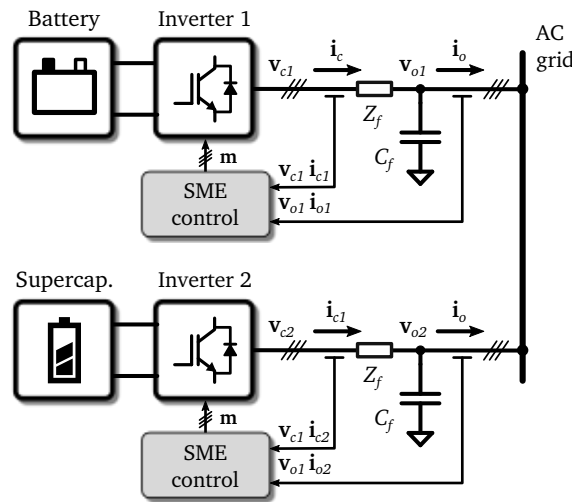 Battery
Inverter 1
AC
grid
v_c1
i_c
v_o1
i_o
Z_f
C_f
m
SME
control
v_c1 i_c1
v_o1 i_o1
Supercap.
Inverter 2
v_c2
i_c1
v_o2
i_o
Z_f
C_f
m
SME
control
v_c1 i_c2
v_o1 i_o2